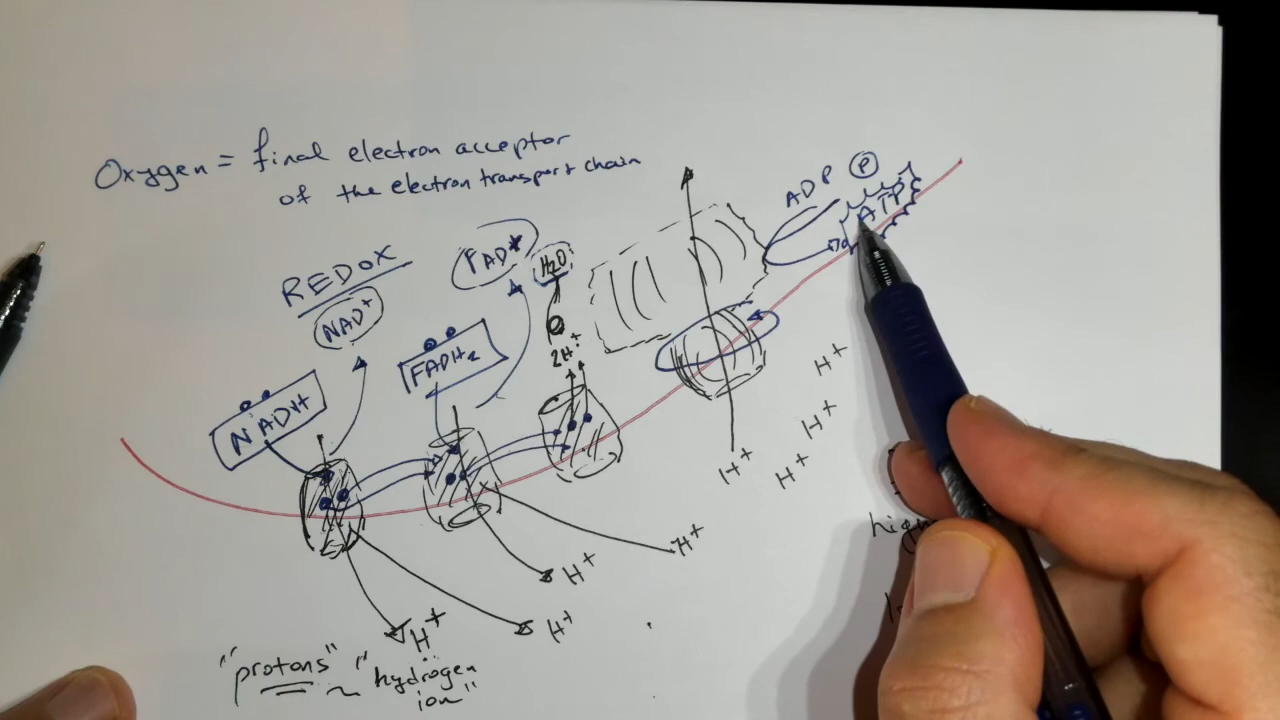 Oxygen = final electron acceptor
of the electron transport chain
REDOX
NAD+
FAD+
H2O
ADP P
ATP
NADH
FADH2
2H+
H+
H+
H+
H+
H+
H+
H+
H+
"protons" ~ "hydrogen
ion"